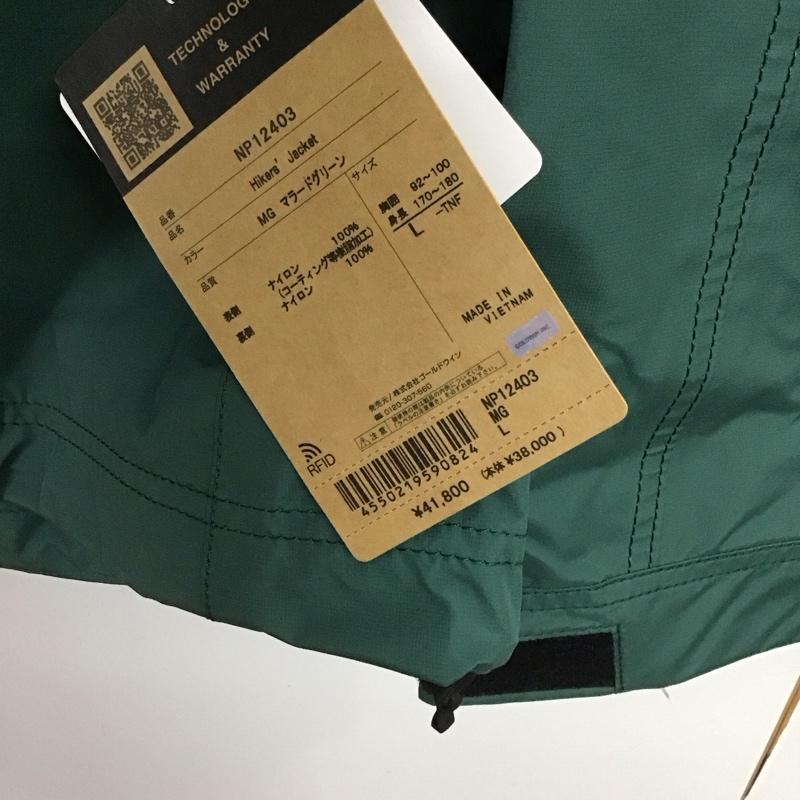 TECHNOLOGY
&
WARRANTY
品番 NP12403
品名 Hikers' Jacket
カラー MG マラードグリーン
サイズ
胸囲 92~100
身長 170~180
L -TNF
品質
表側 ナイロン 100%
(コーティング等樹脂加工)
裏側 ナイロン 100%
MADE IN
VIETNAM
GOLDWIN INC.
発売元/株式会社ゴールドウイン
☎0120-307-560
注意
RFID
NP12403
MG
L
4550219590824
¥41,800 (本体¥38,000)